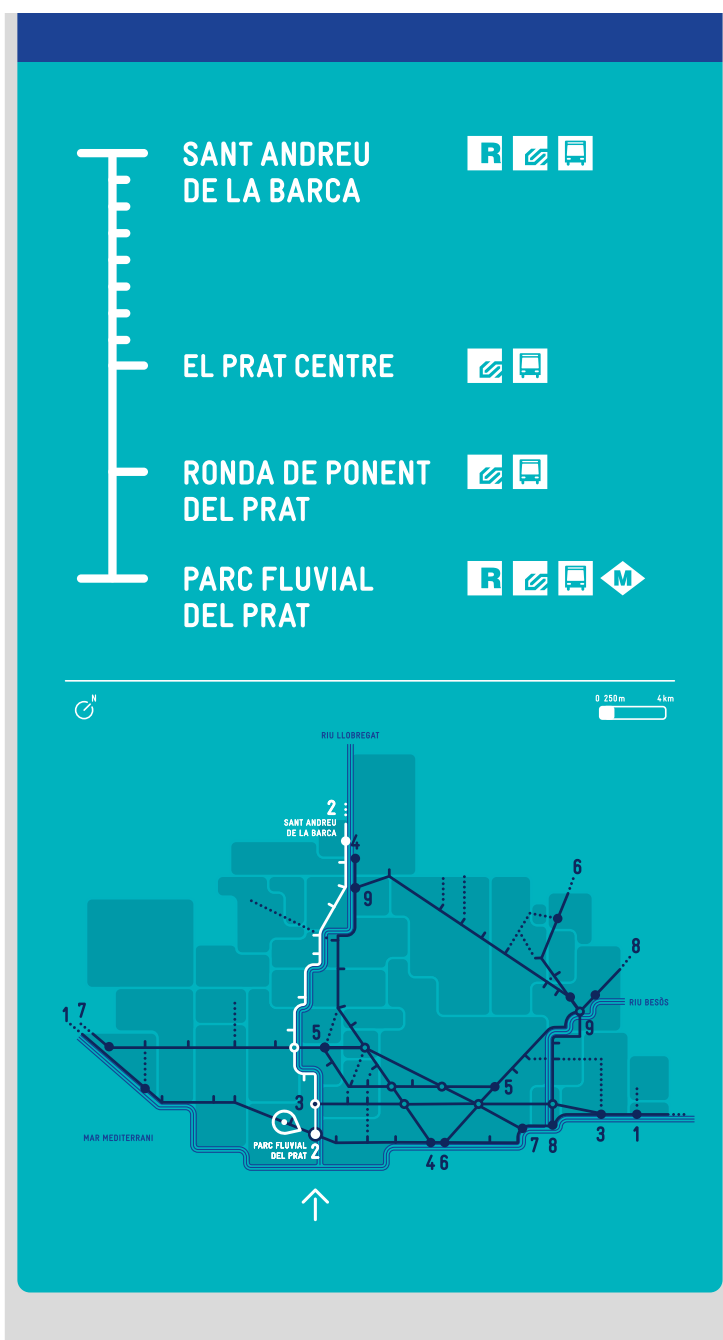 SANT ANDREU
DE LA BARCA
R
EL PRAT CENTRE
RONDA DE PONENT
DEL PRAT
PARC FLUVIAL
DEL PRAT
R M
N
0 250m 4km
RIU LLOBREGAT
2
SANT ANDREU
DE LA BARCA
4
6
9
8
RIU BESÒS
1 7
5
9
5
3
MAR MEDITERRANI
PARC FLUVIAL
DEL PRAT
2
4 6
7 8
3
1